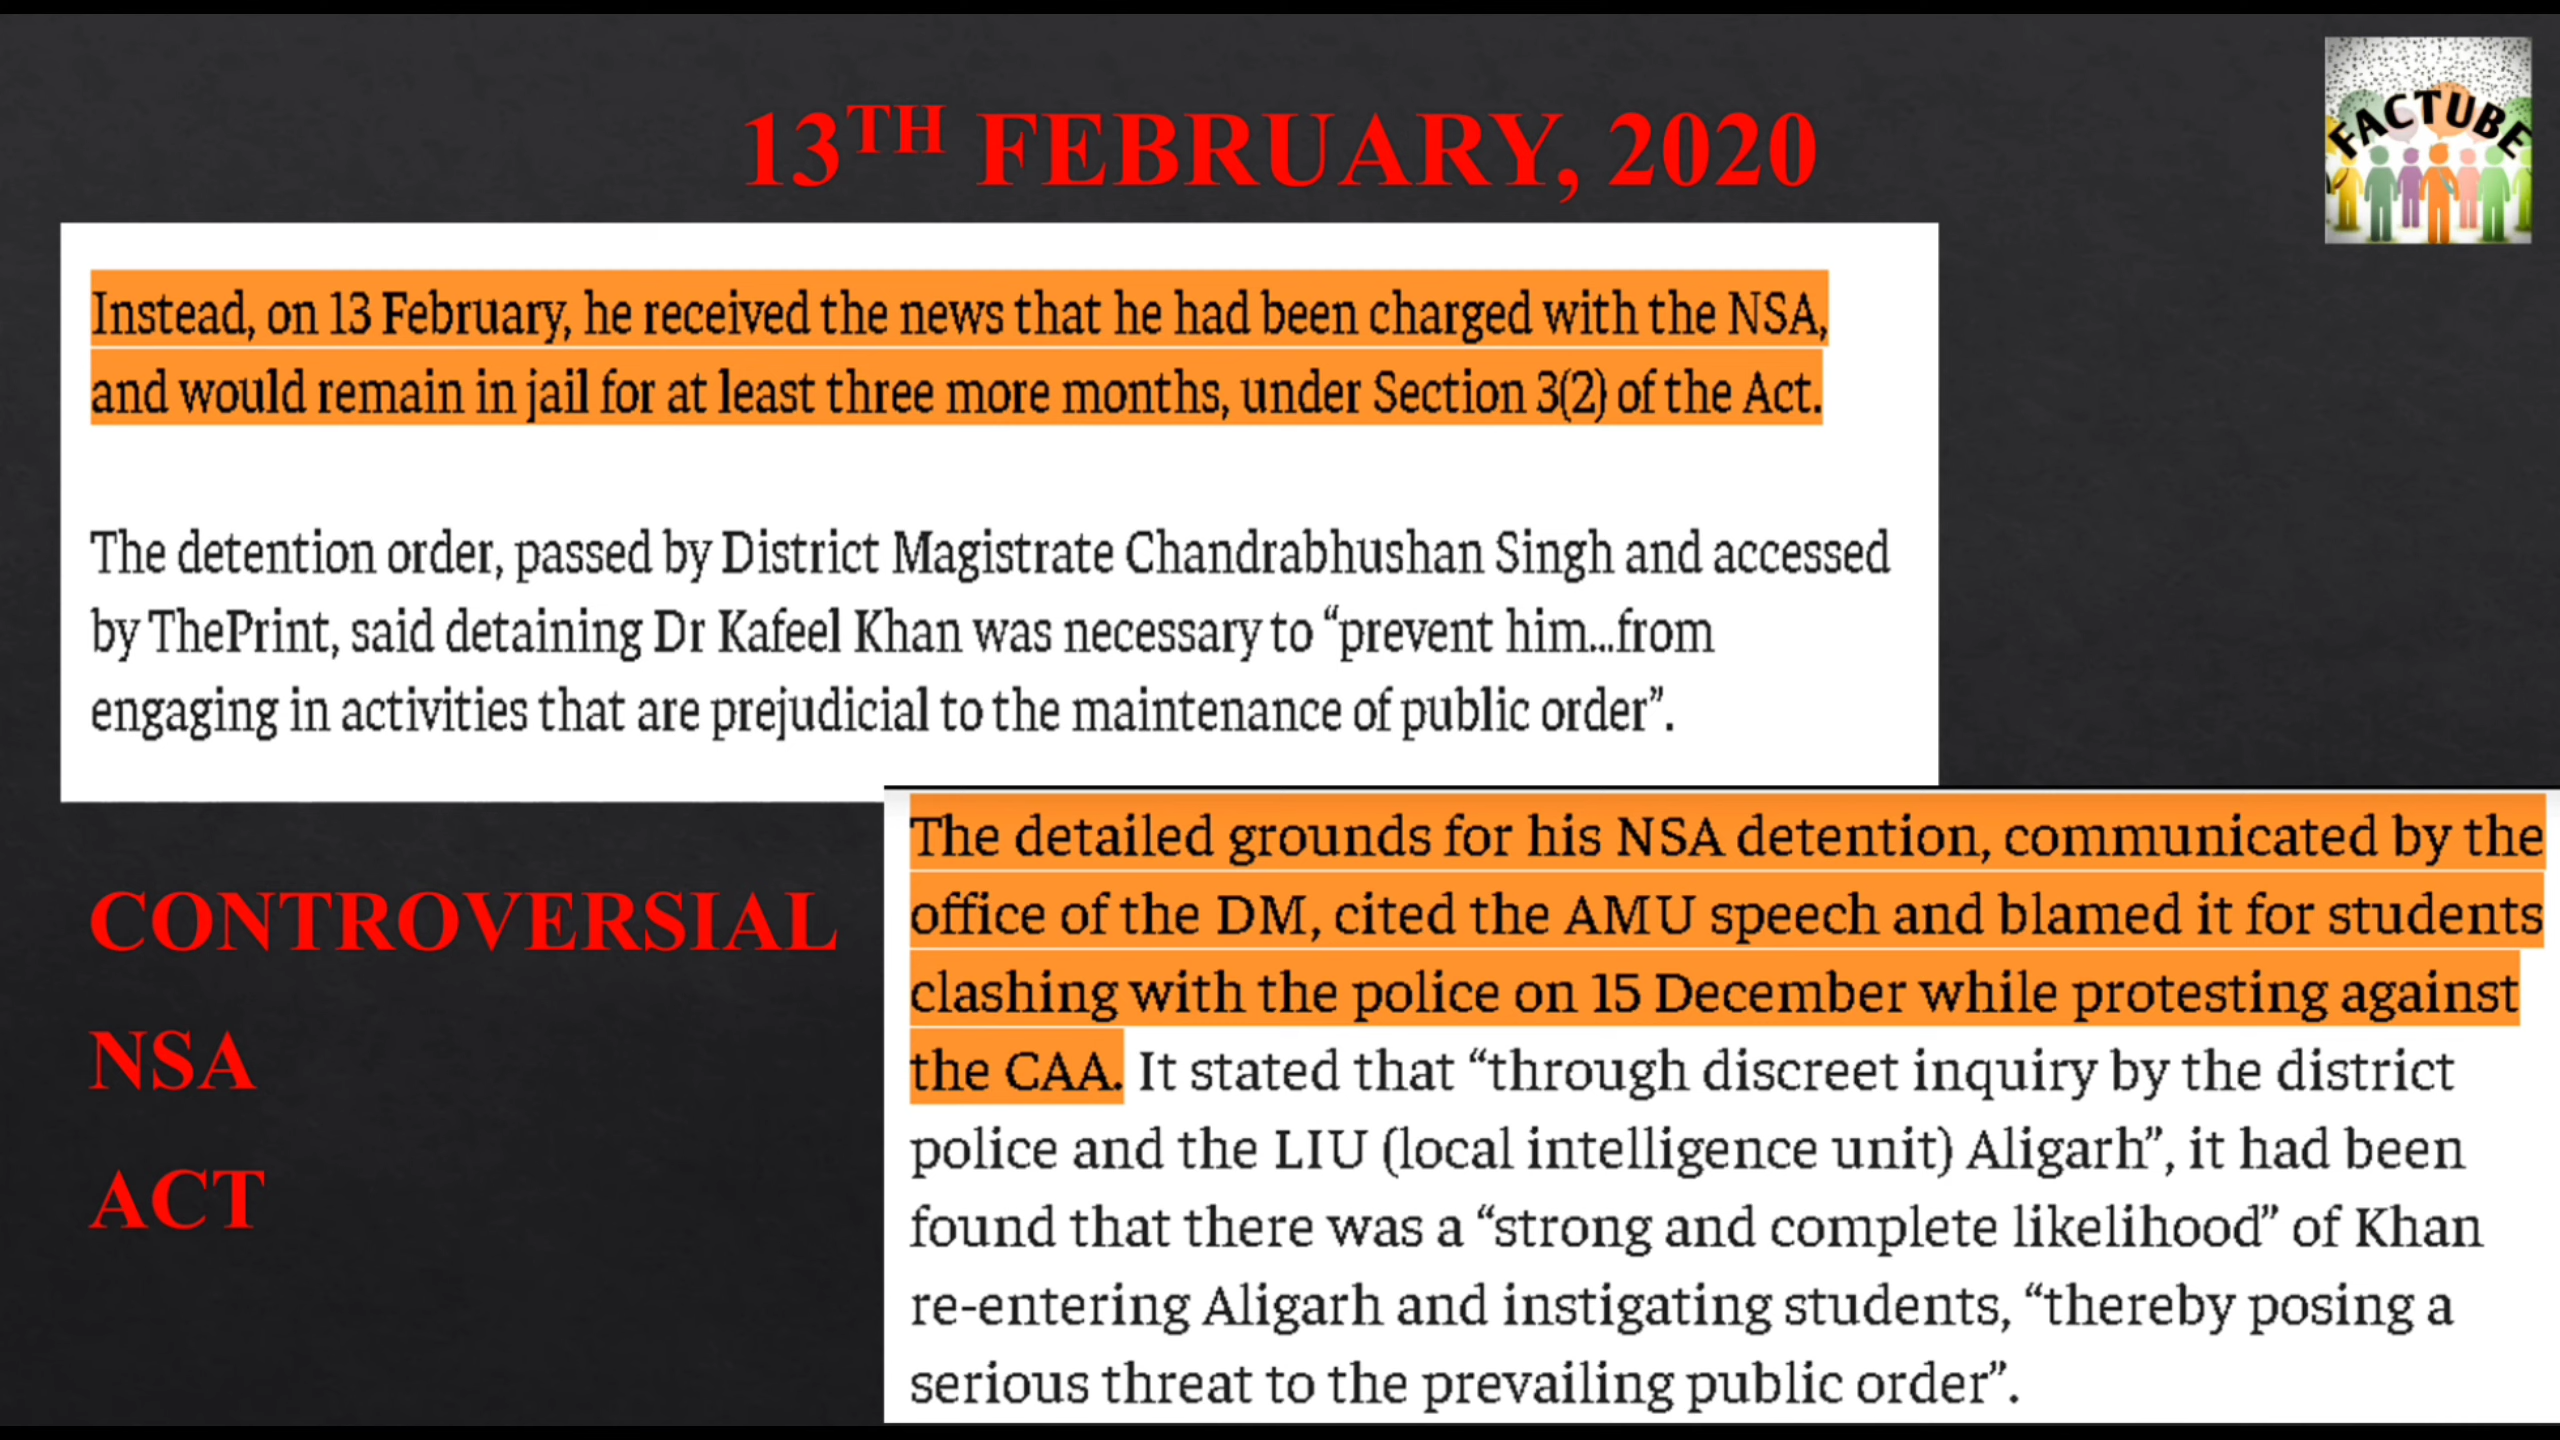 13TH FEBRUARY, 2020
FACTUBE
Instead, on 13 February, he received the news that he had been charged with the NSA,
and would remain in jail for at least three more months, under Section 3(2) of the Act.
The detention order, passed by District Magistrate Chandrabhushan Singh and accessed
by ThePrint, said detaining Dr Kafeel Khan was necessary to “prevent him...from
engaging in activities that are prejudicial to the maintenance of public order”.
CONTROVERSIAL
NSA
ACT
The detailed grounds for his NSA detention, communicated by the
office of the DM, cited the AMU speech and blamed it for students
clashing with the police on 15 December while protesting against
the CAA. It stated that “through discreet inquiry by the district
police and the LIU (local intelligence unit) Aligarh”, it had been
found that there was a “strong and complete likelihood” of Khan
re-entering Aligarh and instigating students, “thereby posing a
serious threat to the prevailing public order”.